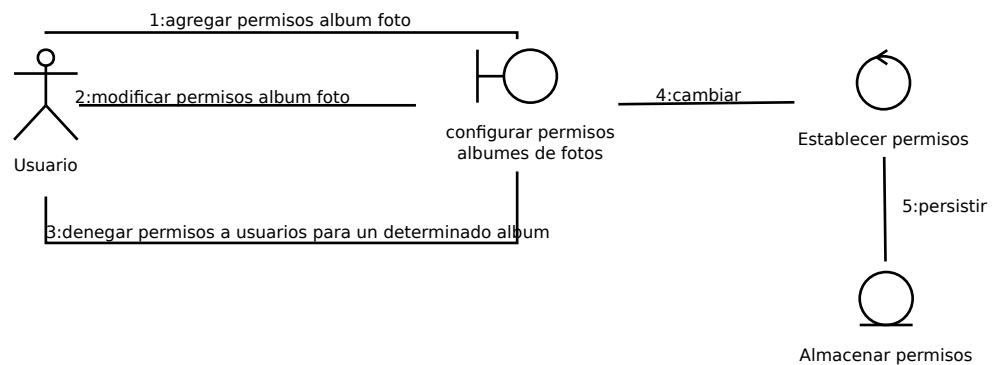 1:agregar permisos album foto
2:modificar permisos album foto
4:cambiar
configurar permisos
albumes de fotos
Establecer permisos
Usuario
5:persistir
3:denegar permisos a usuarios para un determinado album
Almacenar permisos